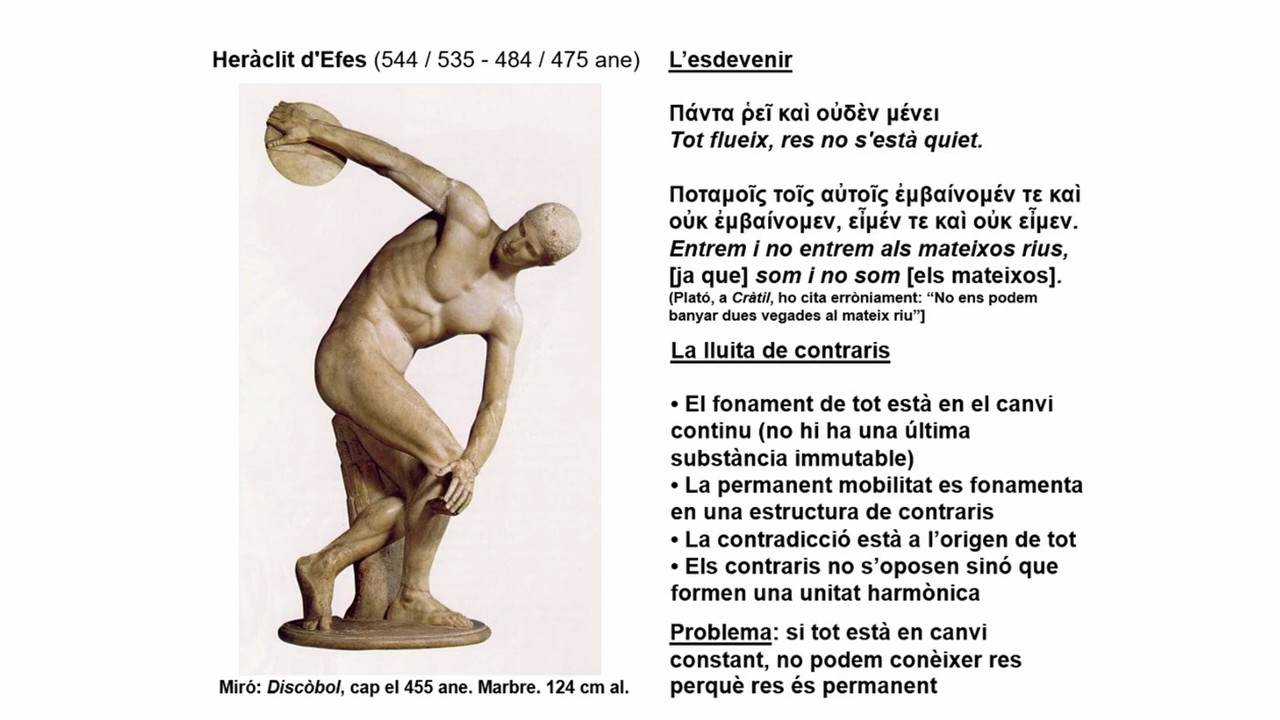 Heràclit d'Efes (544 / 535 - 484 / 475 ane)
L’esdevenir
Πάντα ῥεῖ καὶ οὐδὲν μένει
Tot flueix, res no s'està quiet.
Ποταμοῖς τοῖς αὐτοῖς ἐμβαίνομέν τε καὶ
οὐκ ἐμβαίνομεν, εἶμέν τε καὶ οὐκ εἶμεν.
Entrem i no entrem als mateixos rius,
[ja que] som i no som [els mateixos].
(Plató, a Cràtil, ho cita erròniament: “No ens podem
banyar dues vegades al mateix riu”]
La lluita de contraris
• El fonament de tot està en el canvi
continu (no hi ha una última
substància immutable)
• La permanent mobilitat es fonamenta
en una estructura de contraris
• La contradicció està a l’origen de tot
• Els contraris no s’oposen sinó que
formen una unitat harmònica
Problema: si tot està en canvi
constant, no podem conèixer res
perquè res és permanent
Miró: Discòbol, cap el 455 ane. Marbre. 124 cm al.